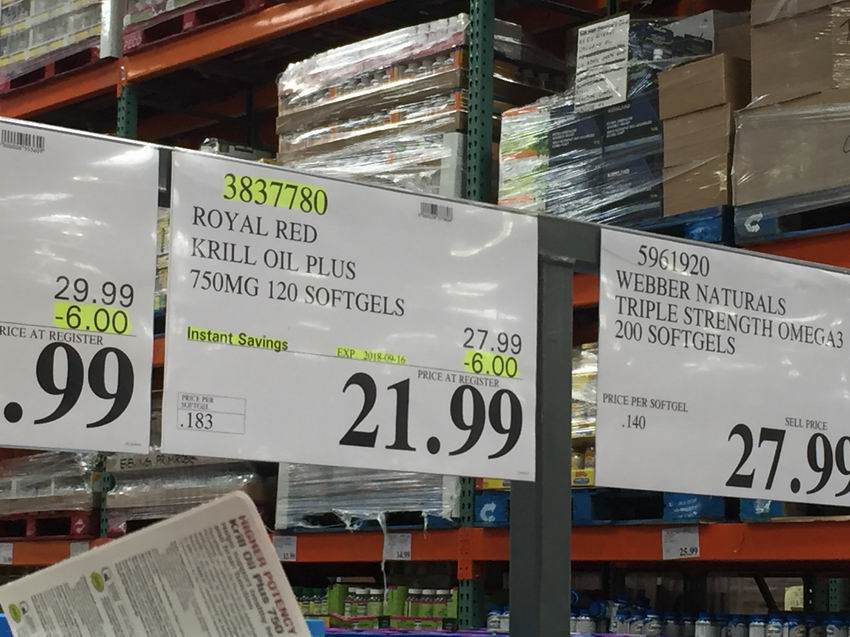 29.99
-6.00
PRICE AT REGISTER
.99
3837780
ROYAL RED
KRILL OIL PLUS
750MG 120 SOFTGELS
Instant Savings
27.99
EXP. 2018-09-16
-6.00
PRICE AT REGISTER
PRICE PER
SOFTGEL
.183
21.99
5961920
WEBBER NATURALS
TRIPLE STRENGTH OMEGA3
200 SOFTGELS
PRICE PER SOFTGEL
.140
SELL PRICE
27.99
25.99
HIGHER POTENCY
Krill Oil Plus 750